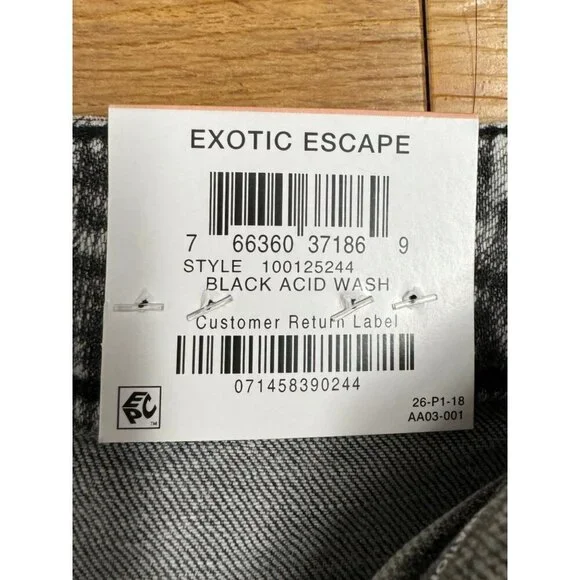 EXOTIC ESCAPE
7 66360 37186 9
STYLE 100125244
BLACK ACID WASH
Customer Return Label
071458390244
EPC
TM
26-P1-18
AA03-001